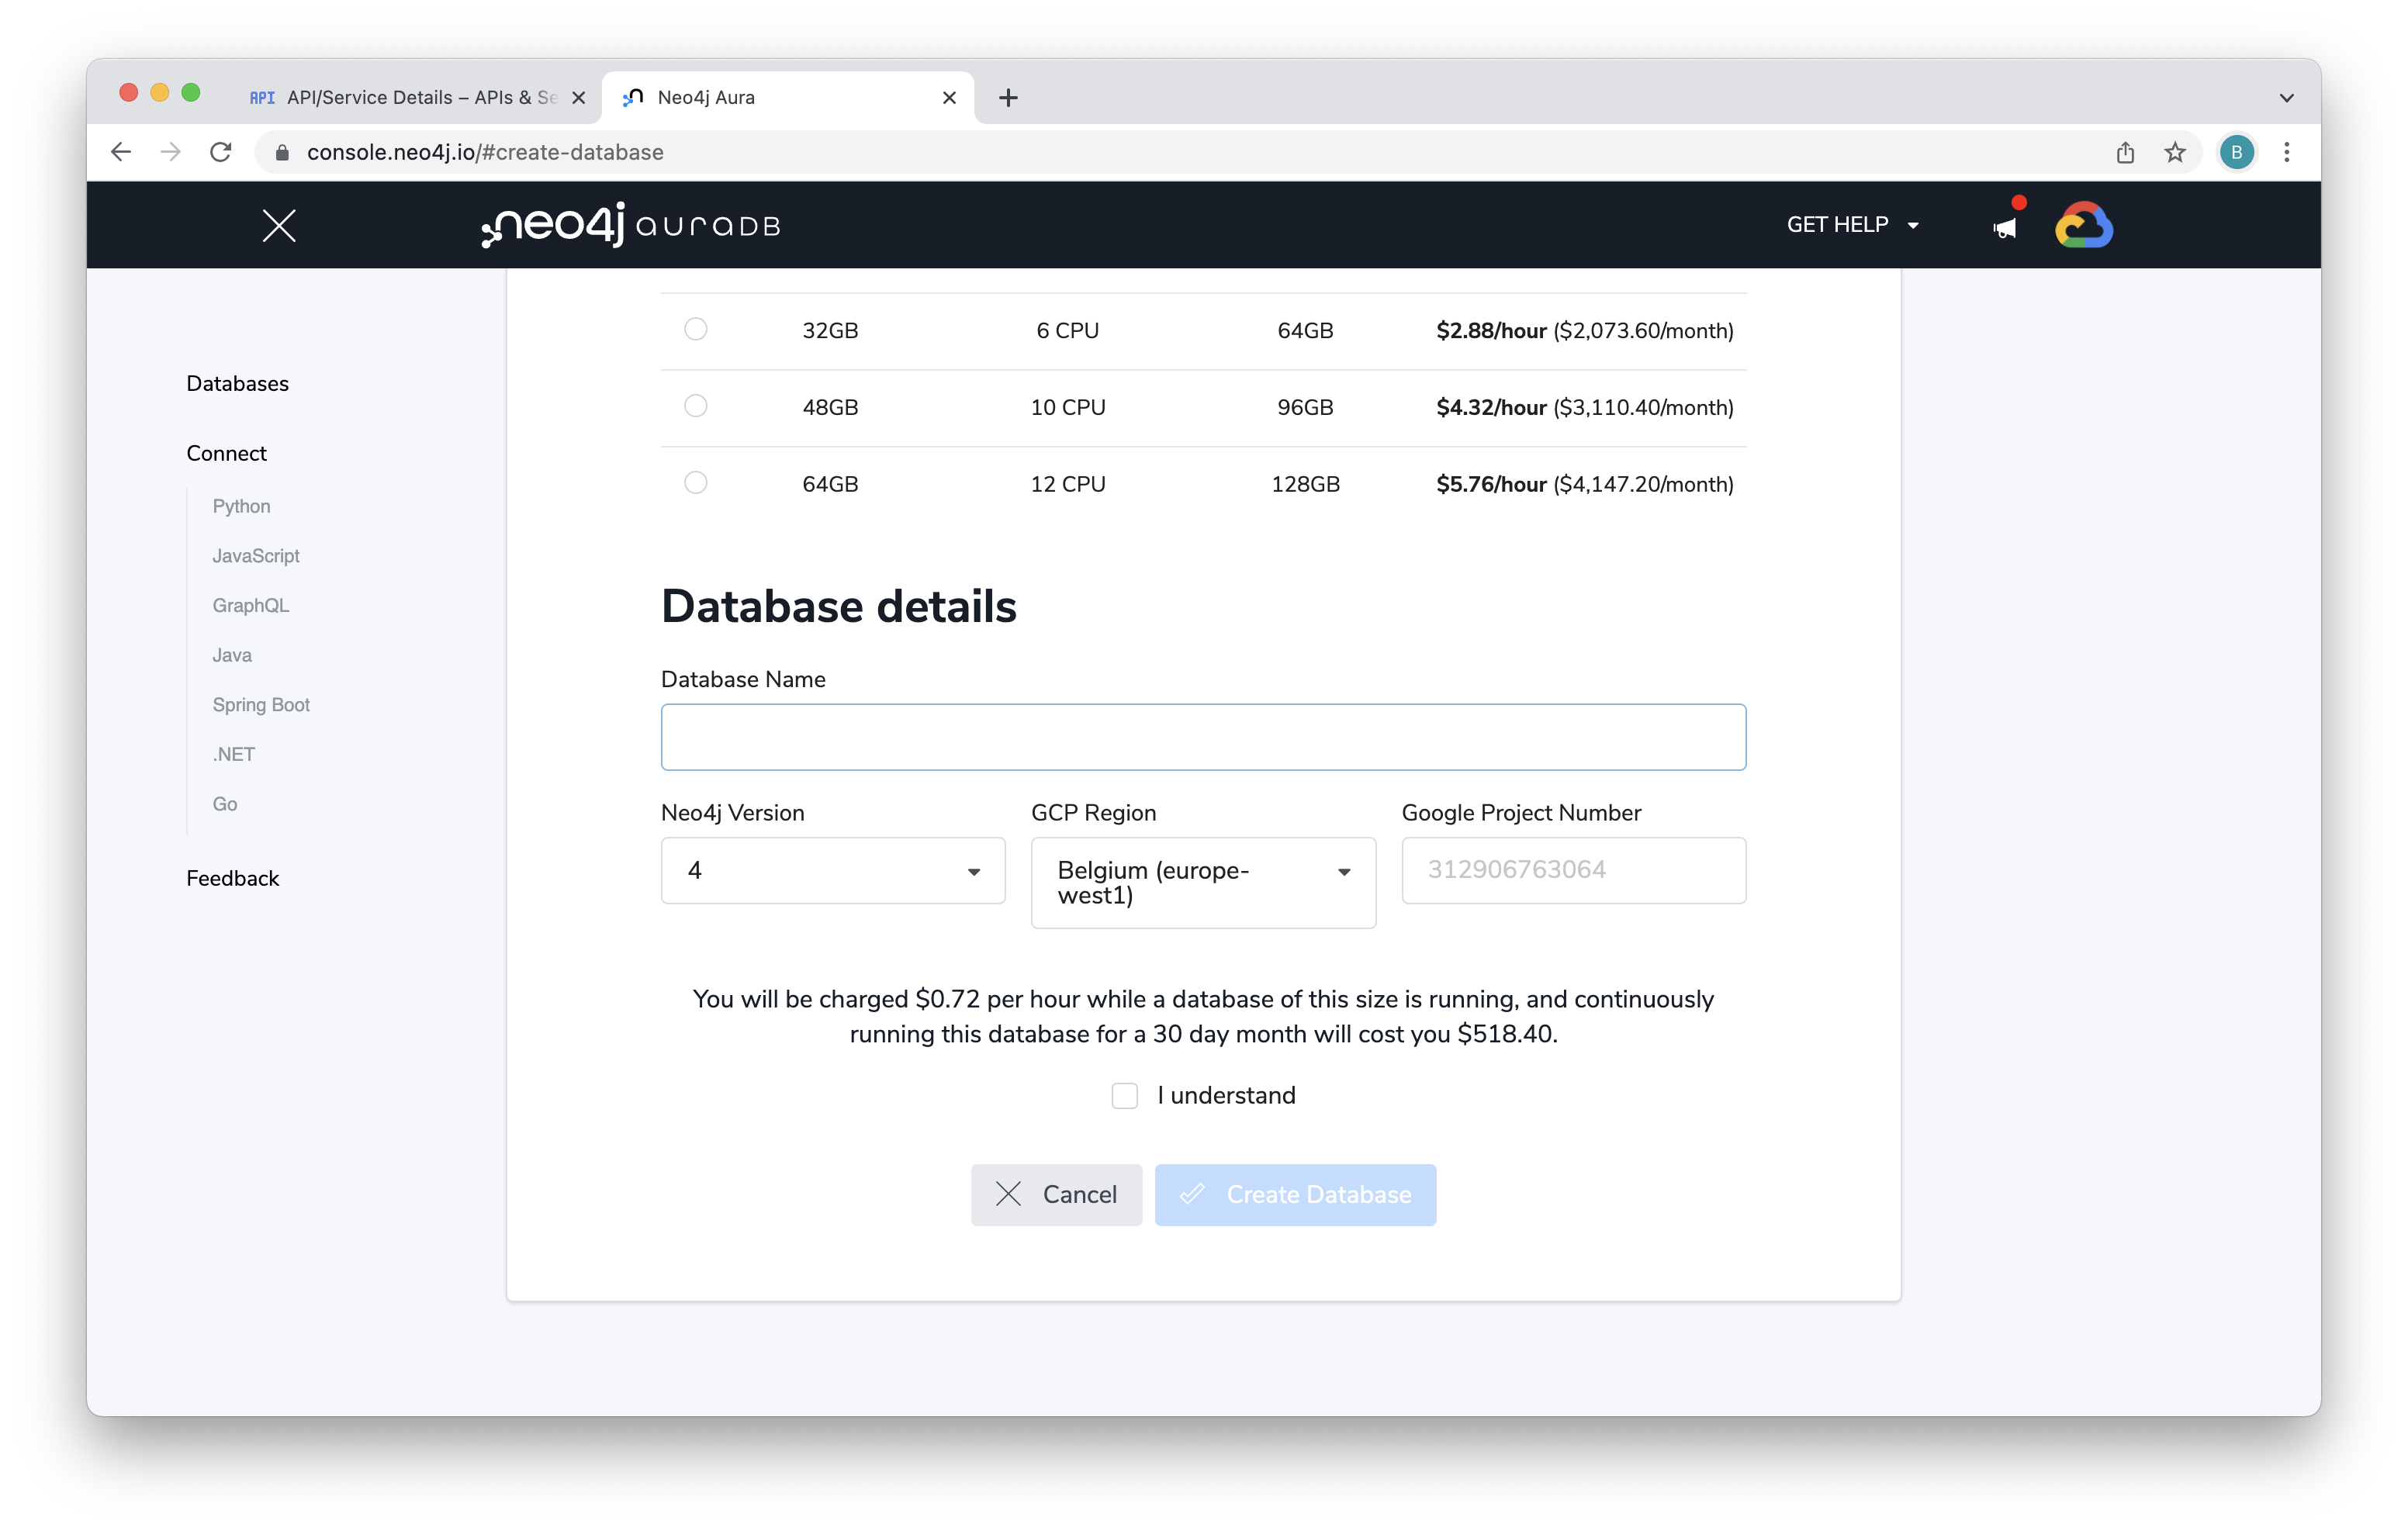 API API/Service Details – APIs & Se
Neo4j Aura
console.neo4j.io/#create-database
B
neo4j auraDB
GET HELP
Databases
Connect
Python
JavaScript
GraphQL
Java
Spring Boot
.NET
Go
Feedback
32GB 6 CPU 64GB $2.88/hour ($2,073.60/month)
48GB 10 CPU 96GB $4.32/hour ($3,110.40/month)
64GB 12 CPU 128GB $5.76/hour ($4,147.20/month)
Database details
Database Name
Neo4j Version GCP Region Google Project Number
4
Belgium (europe-
west1)
312906763064
You will be charged $0.72 per hour while a database of this size is running, and continuously
running this database for a 30 day month will cost you $518.40.
I understand
Cancel Create Database